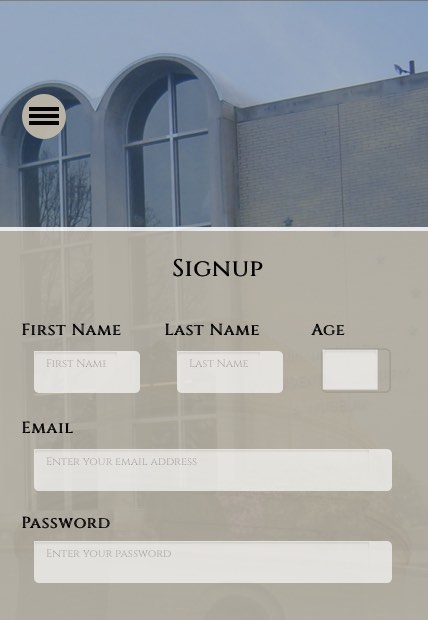 Signup
First Name Last Name Age
First Name Last Name
Email
Enter your email address
Password
Enter your password